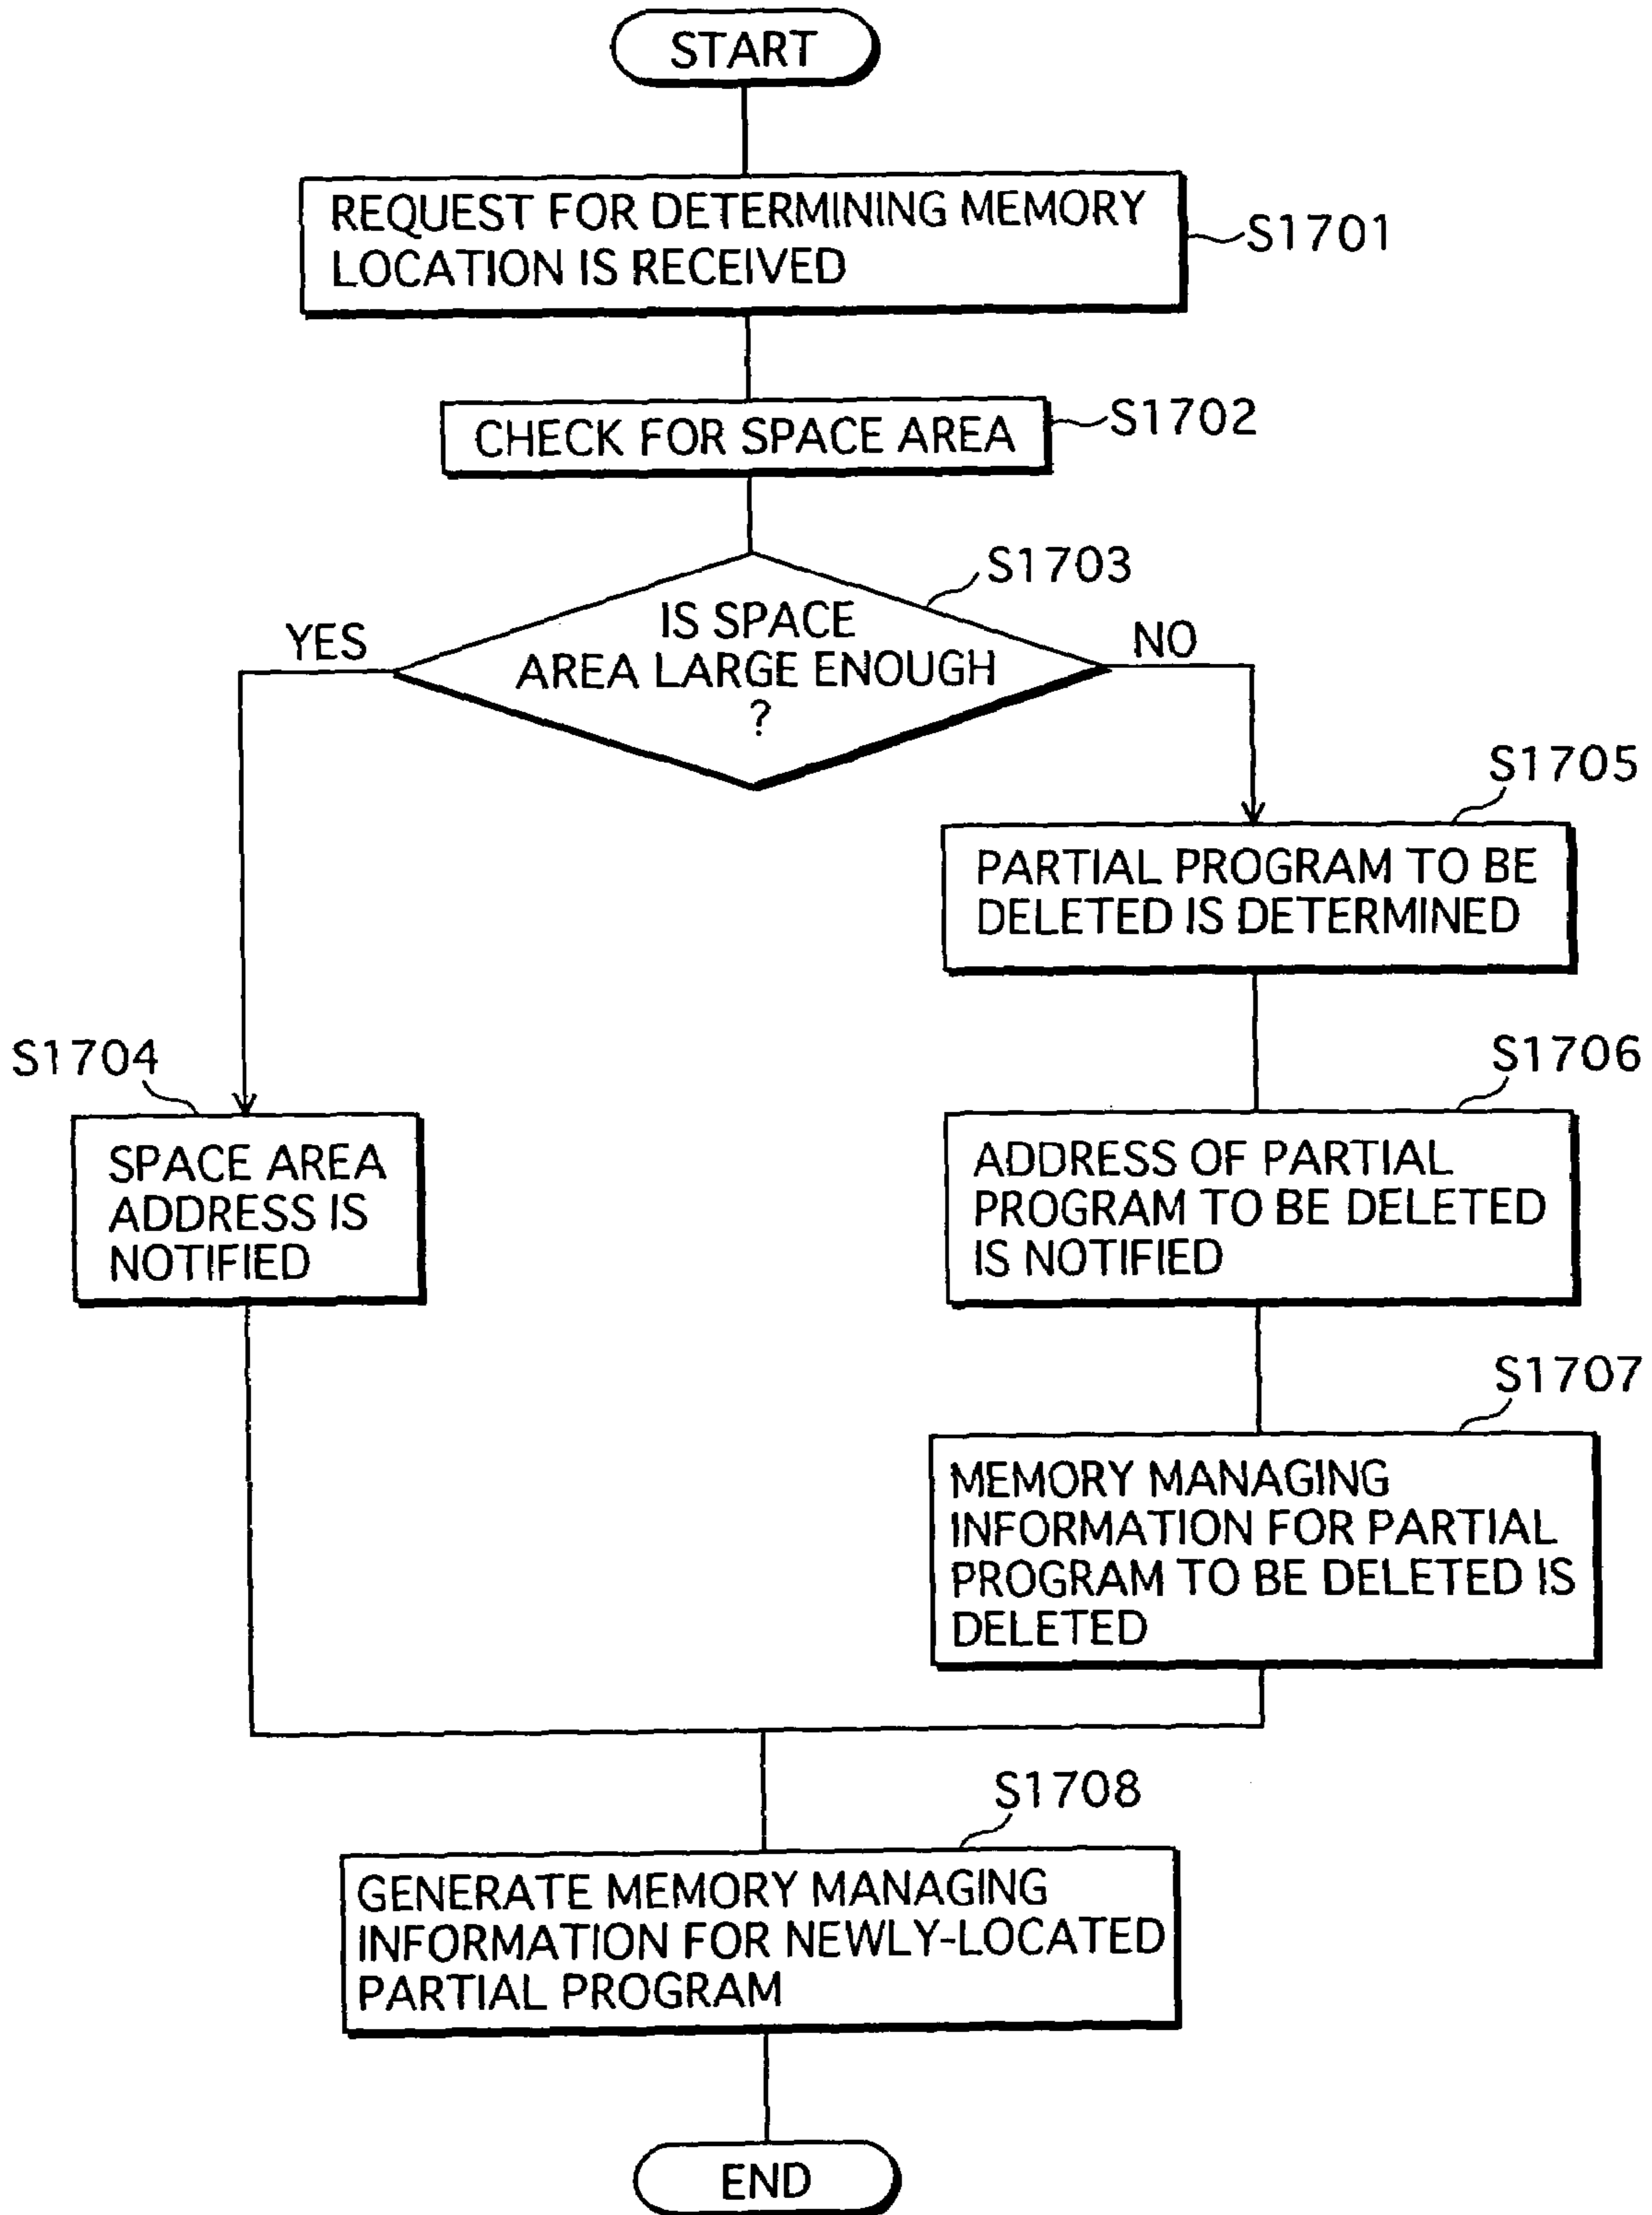 START
REQUEST FOR DETERMINING MEMORY
LOCATION IS RECEIVED
S1701
CHECK FOR SPACE AREA
S1702
S1703
IS SPACE
AREA LARGE ENOUGH
?
YES
NO
S1705
PARTIAL PROGRAM TO BE
DELETED IS DETERMINED
S1704
SPACE AREA
ADDRESS IS
NOTIFIED
S1706
ADDRESS OF PARTIAL
PROGRAM TO BE DELETED
IS NOTIFIED
S1707
MEMORY MANAGING
INFORMATION FOR PARTIAL
PROGRAM TO BE DELETED IS
DELETED
S1708
GENERATE MEMORY MANAGING
INFORMATION FOR NEWLY-LOCATED
PARTIAL PROGRAM
END